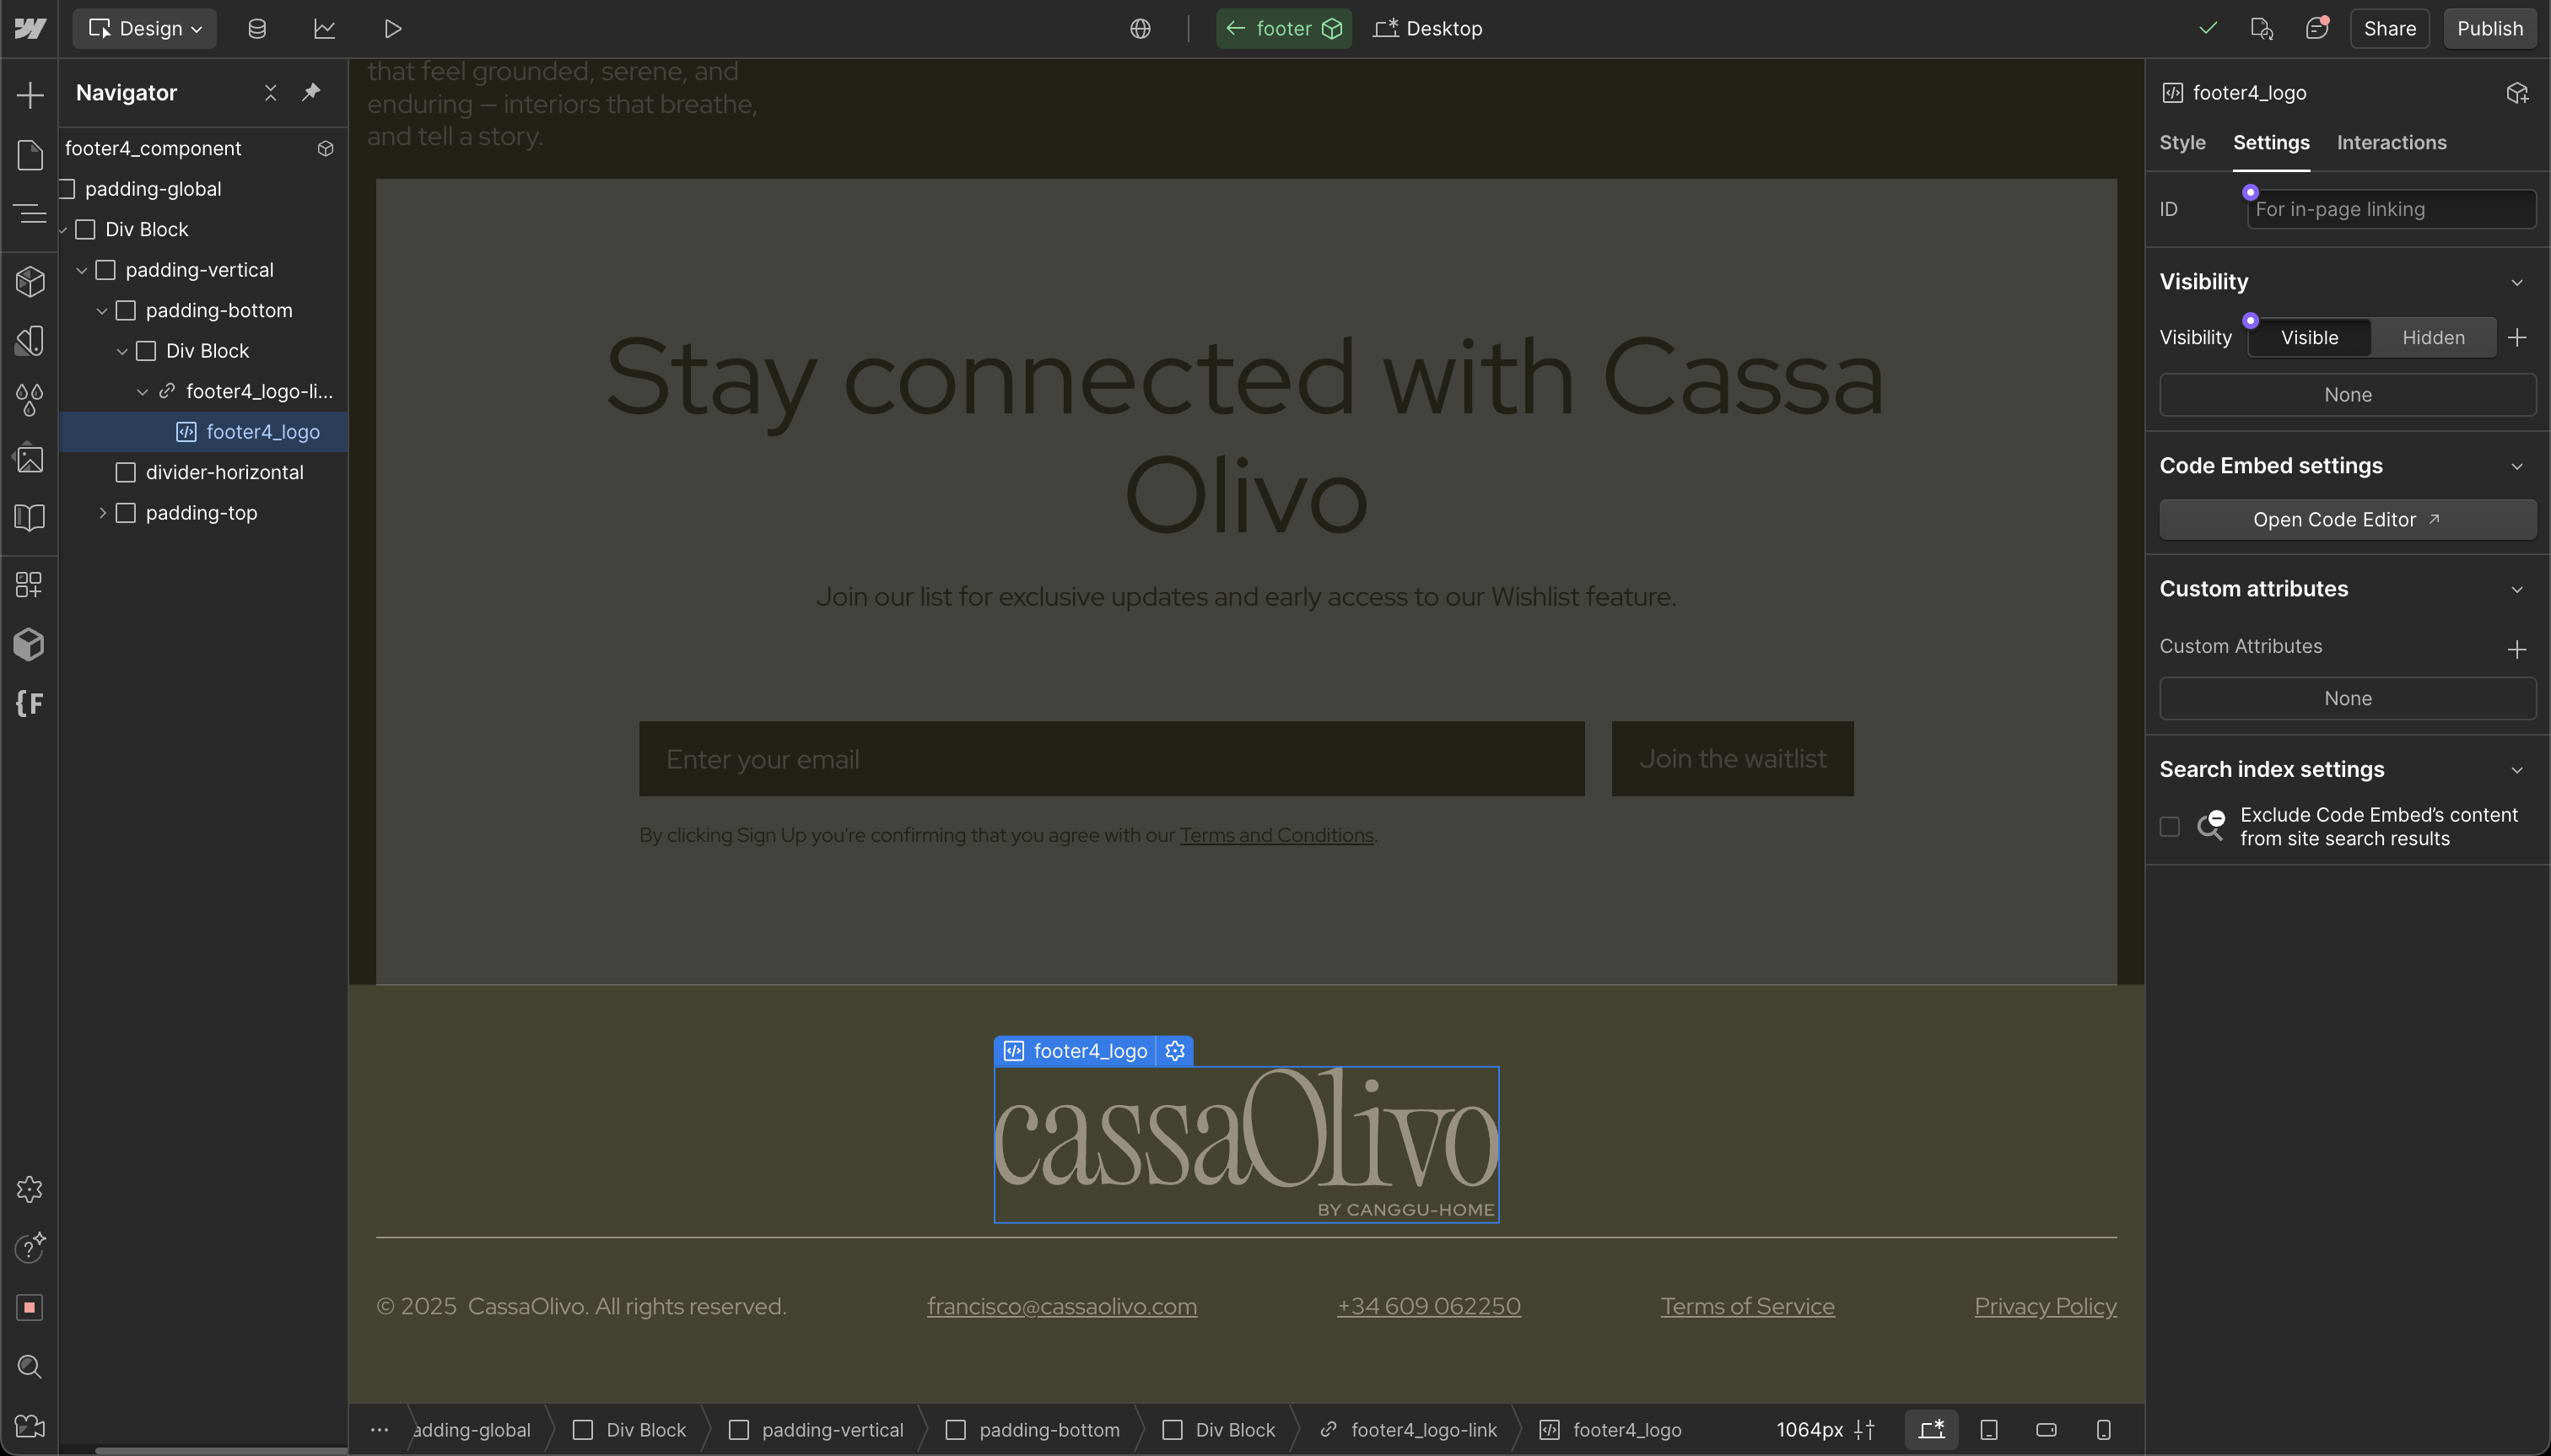 Design
footer
Desktop
Share
Publish
Navigator
footer4_component
padding-global
Div Block
padding-vertical
padding-bottom
Div Block
footer4_logo-li...
footer4_logo
divider-horizontal
padding-top
{F
that feel grounded, serene, and
enduring — interiors that breathe,
and tell a story.
Stay connected with Cassa
Olivo
Join our list for exclusive updates and early access to our Wishlist feature.
Enter your email
Join the waitlist
By clicking Sign Up you're confirming that you agree with our Terms and Conditions.
footer4_logo
cassaOlivo
BY CANGGU-HOME
© 2025  CassaOlivo. All rights reserved.
francisco@cassaolivo.com
+34 609 062250
Terms of Service
Privacy Policy
... adding-global
Div Block
padding-vertical
padding-bottom
Div Block
footer4_logo-link
footer4_logo
1064px
footer4_logo
Style
Settings
Interactions
ID
For in-page linking
Visibility
Visibility
Visible
Hidden
None
Code Embed settings
Open Code Editor
Custom attributes
Custom Attributes
None
Search index settings
Exclude Code Embed's content
from site search results